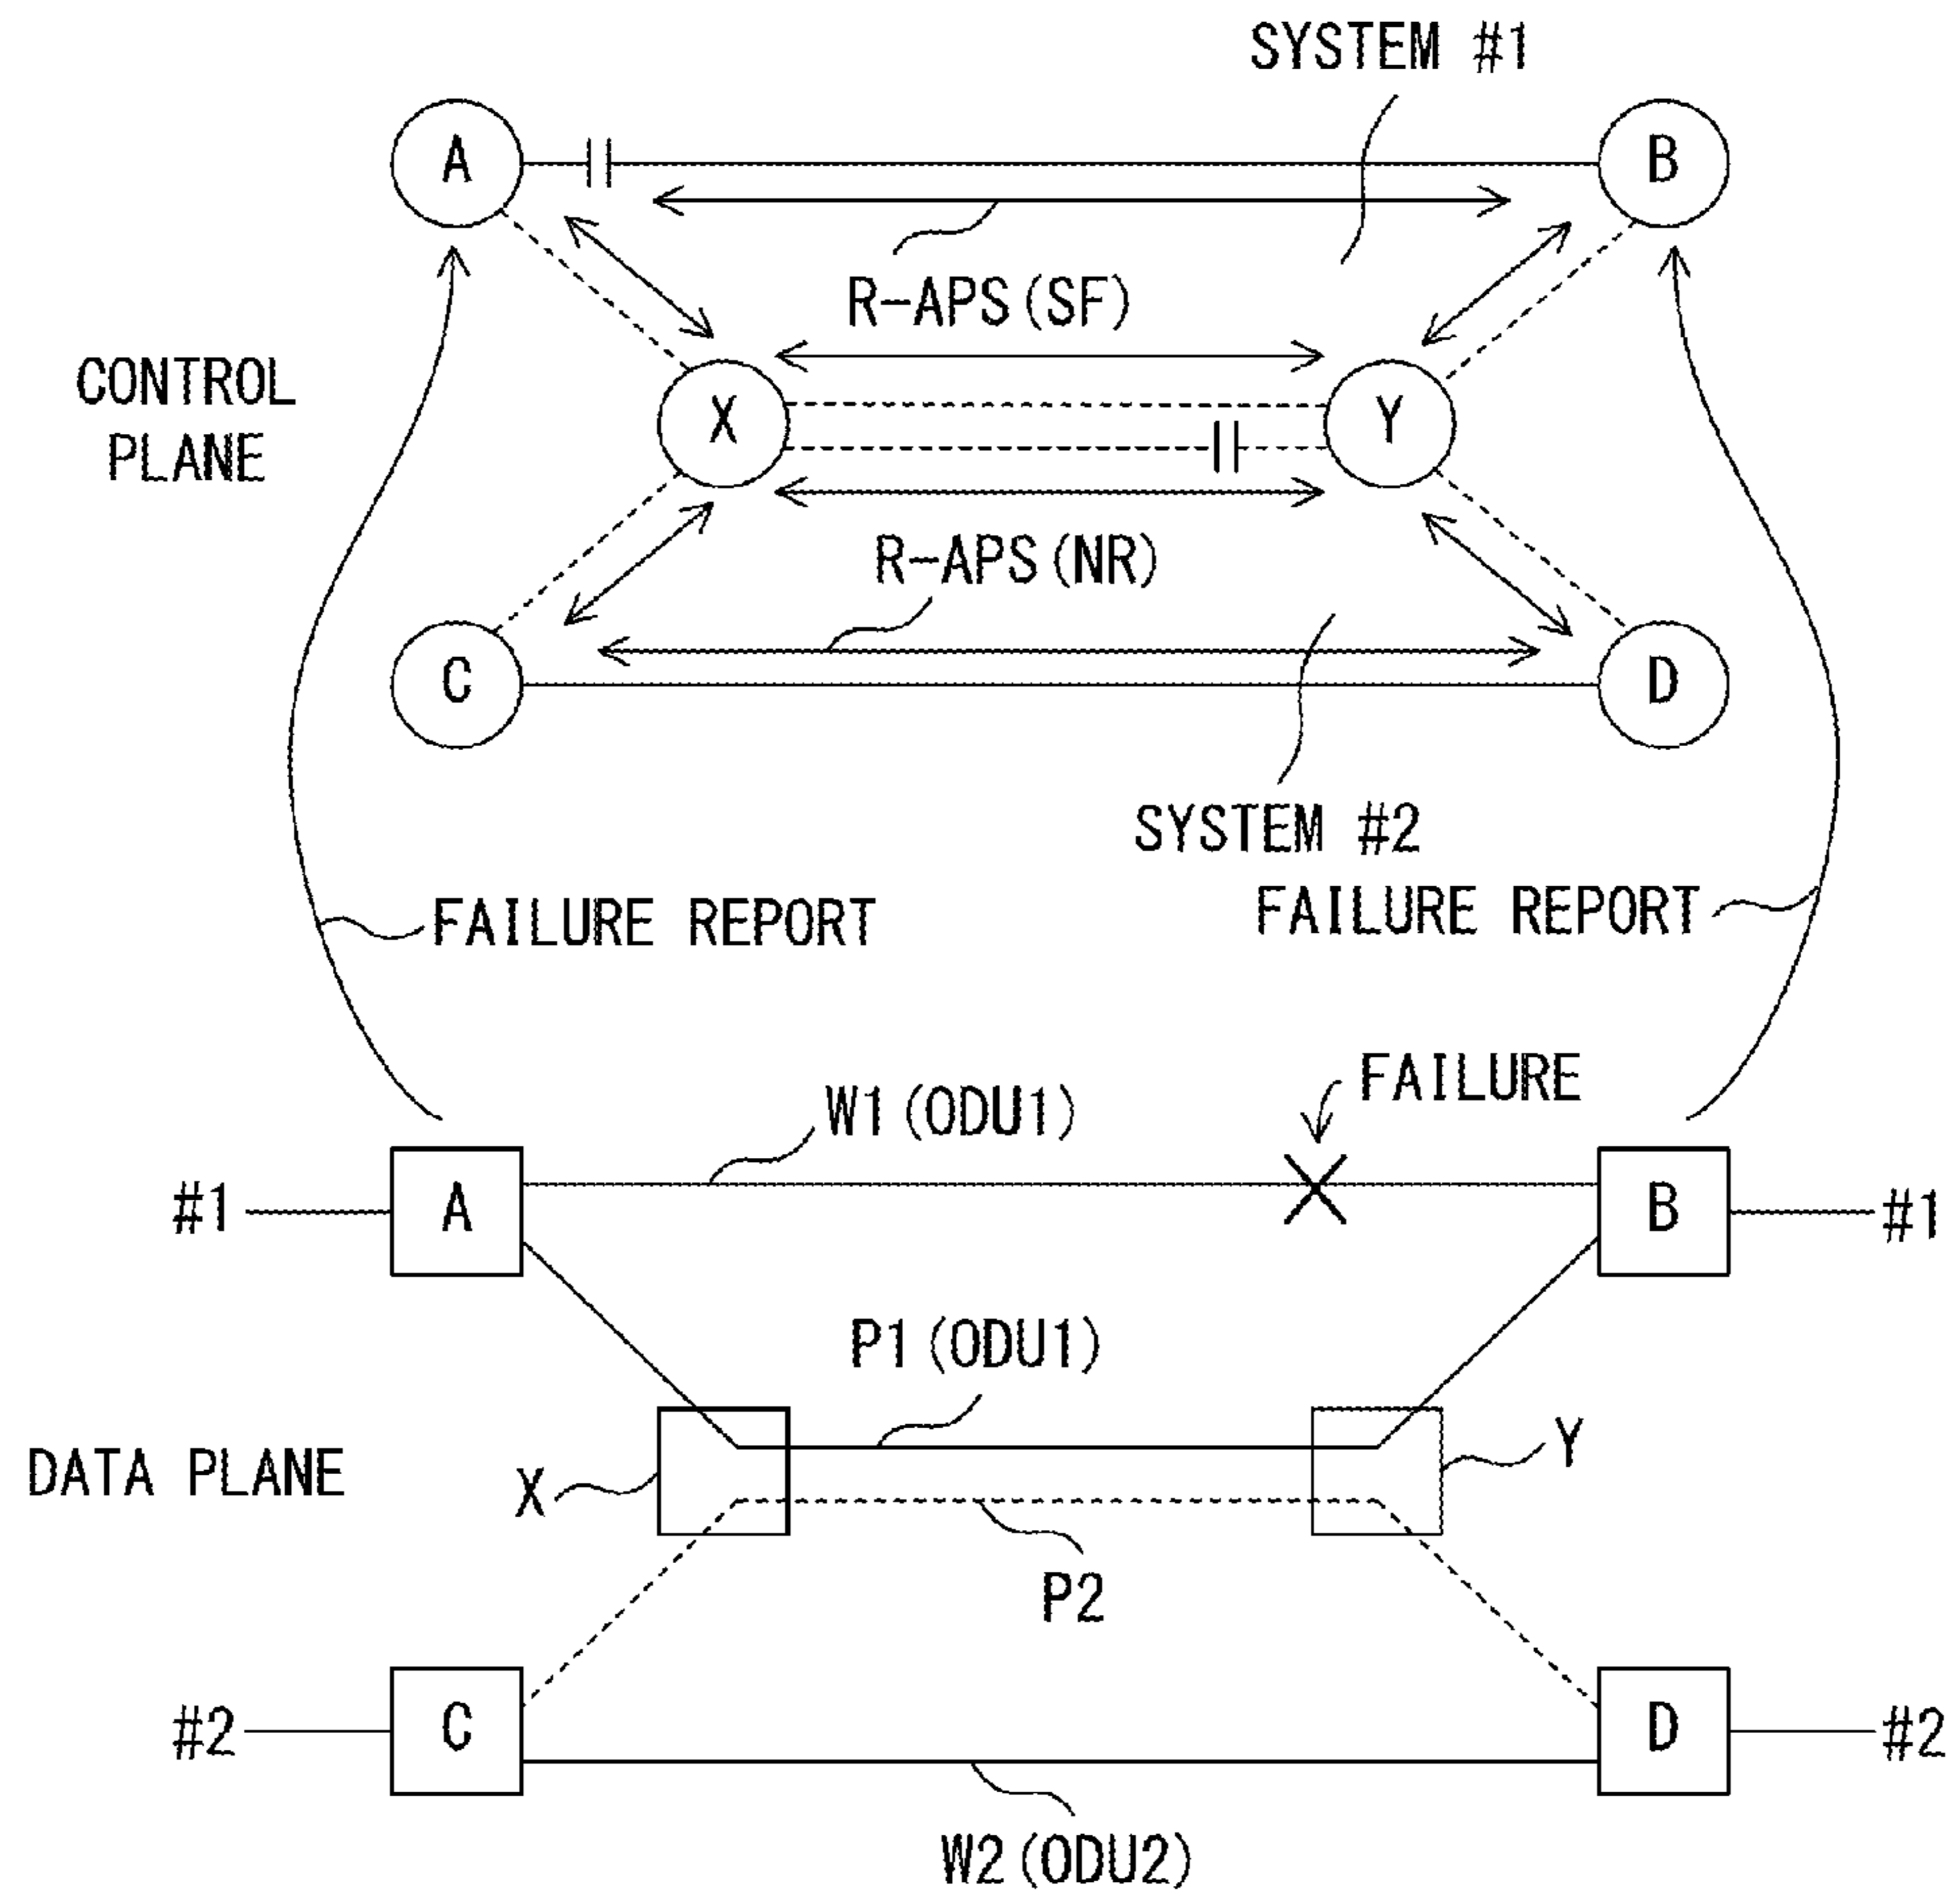 SYSTEM #1
A
B
R-APS(SF)
CONTROL
PLANE
X
Y
R-APS(NR)
C
D
SYSTEM #2
FAILURE REPORT
FAILURE REPORT
FAILURE
W1(ODU1)
#1
A
B
#1
P1(ODU1)
DATA PLANE
X
Y
P2
#2
C
D
#2
W2(ODU2)